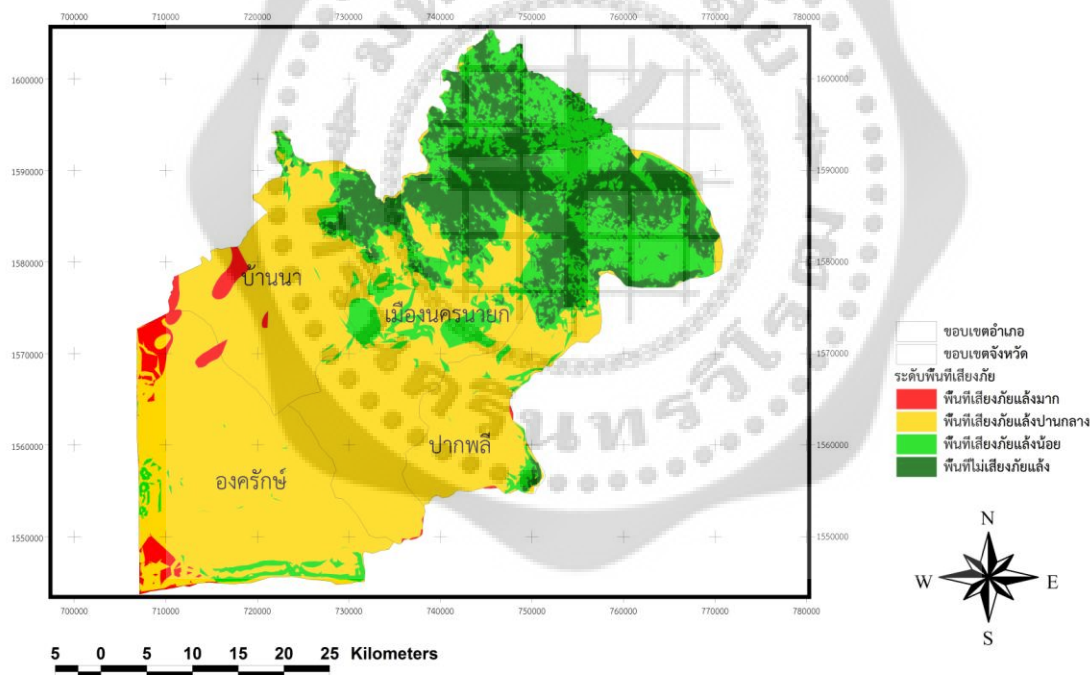 700000 710000 720000 730000 740000 750000 760000 770000 780000
1600000 1600000
1590000 1590000
1580000 1580000
1570000 1570000
1560000 1560000
1550000 1550000
บ้านนา
เมืองนครนายก
ปากพลี
องครักษ์
700000 710000 720000 730000 740000 750000 760000 770000 780000
ขอบเขตอำเภอ
ขอบเขตจังหวัด
ระดับพื้นที่เสี่ยงภัย
พื้นที่เสี่ยงภัยแล้งมาก
พื้นที่เสี่ยงภัยแล้งปานกลาง
พื้นที่เสี่ยงภัยแล้งน้อย
พื้นที่ไม่เสี่ยงภัยแล้ง
N
W E
S
5 0 5 10 15 20 25 Kilometers